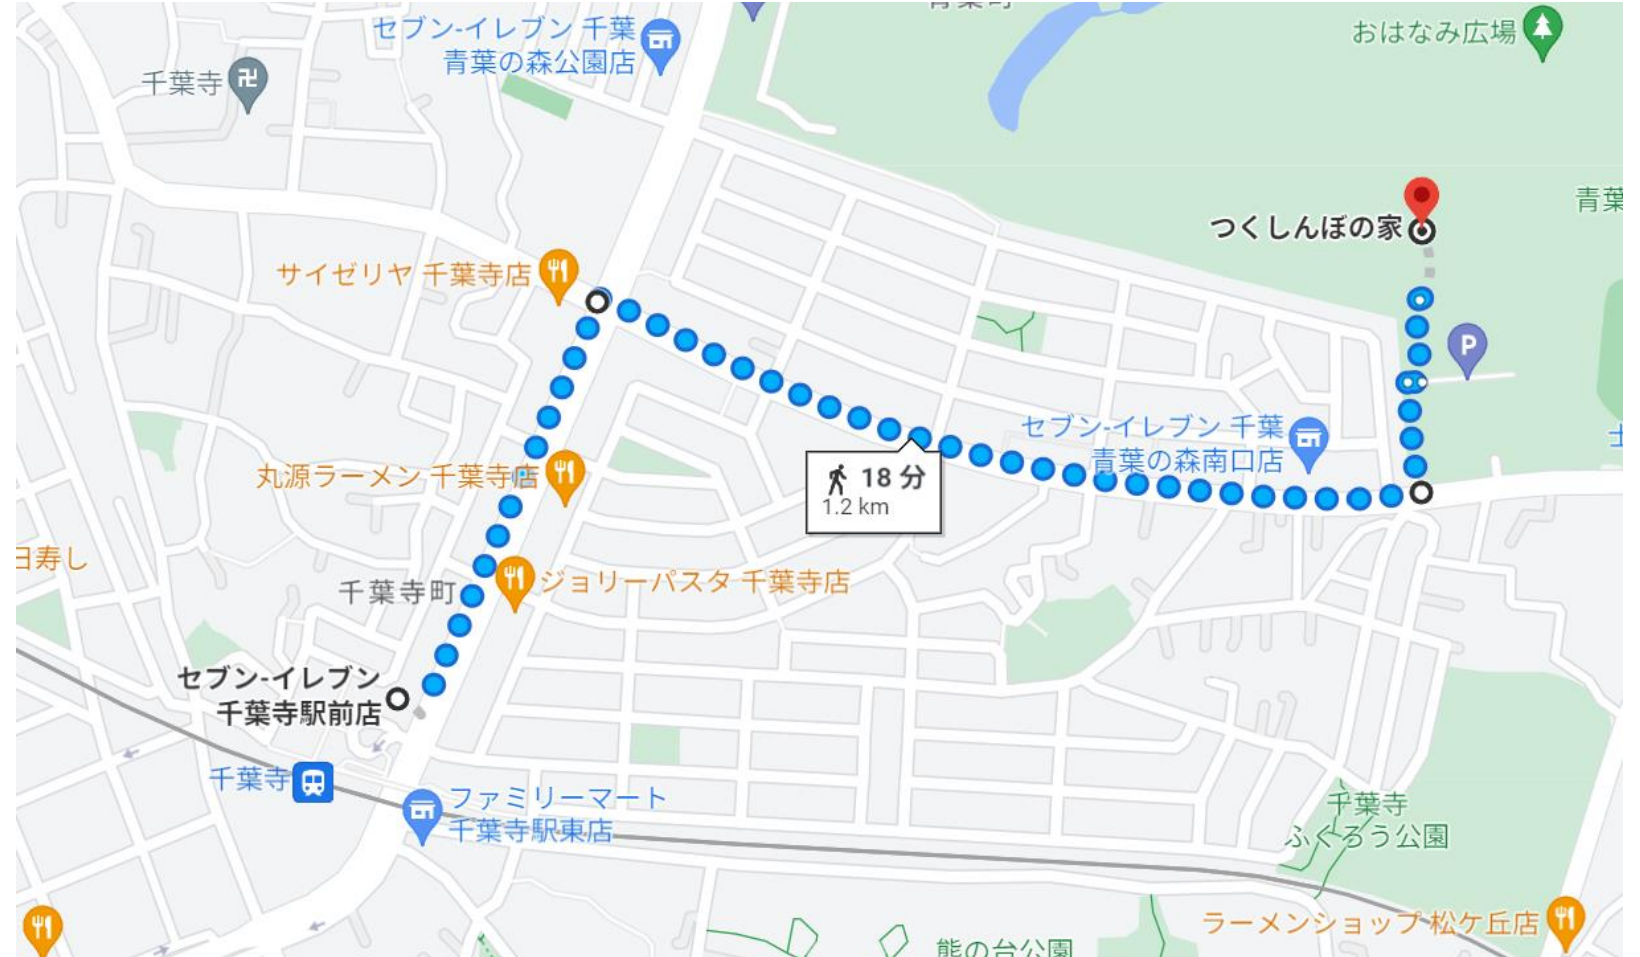 セブン-イレブン 千葉
青葉の森公園店
おはなみ広場
千葉寺
つくしんぼの家
サイゼリヤ 千葉寺店
P
セブン-イレブン 千葉
青葉の森南口店
丸源ラーメン 千葉寺店
18 分
1.2 km
日寿し
千葉寺町
ジョリーパスタ 千葉寺店
セブン-イレブン
千葉寺駅前店
千葉寺
ファミリーマート
千葉寺駅東店
千葉寺
ふくろう公園
ラーメンショップ 松ケ丘店
熊の台公園